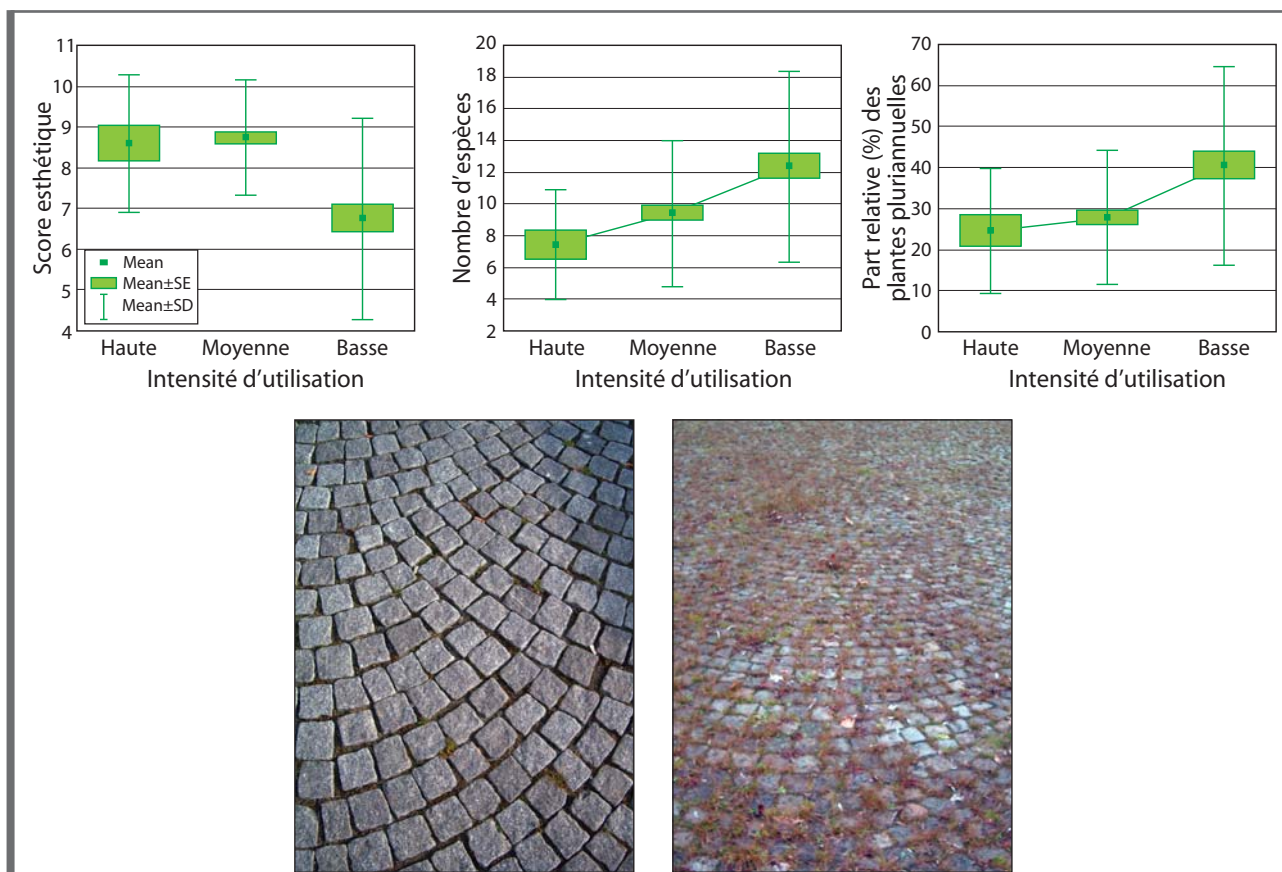 11
10
9
8
7
6
5
4
Score esthétique
Mean
Mean±SE
Mean±SD
Haute Moyenne Basse
Intensité d'utilisation
20
18
16
14
12
10
8
6
4
2
Nombre d'espèces
Haute Moyenne Basse
Intensité d'utilisation
70
60
50
40
30
20
10
0
Part relative (%) des
plantes pluriannuelles
Haute Moyenne Basse
Intensité d'utilisation